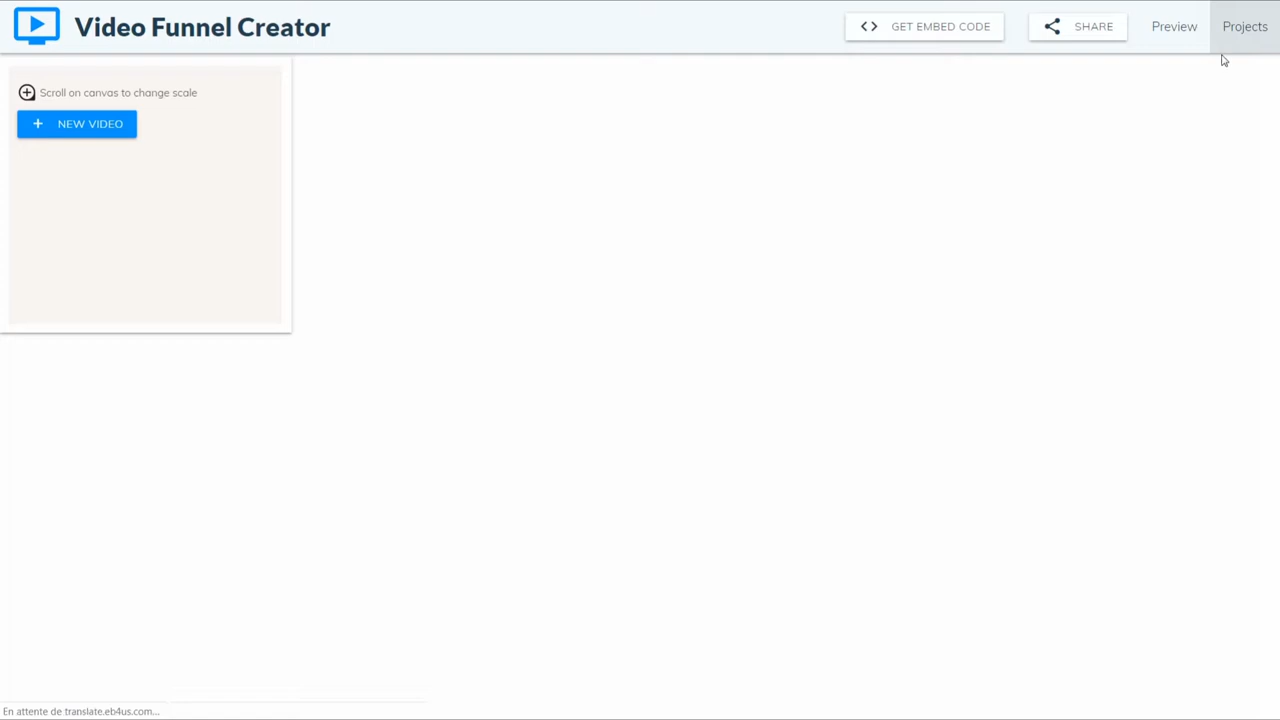 Video Funnel Creator
GET EMBED CODE
SHARE
Preview
Projects
Scroll on canvas to change scale
+ NEW VIDEO
En attente de translate.eb4us.com...